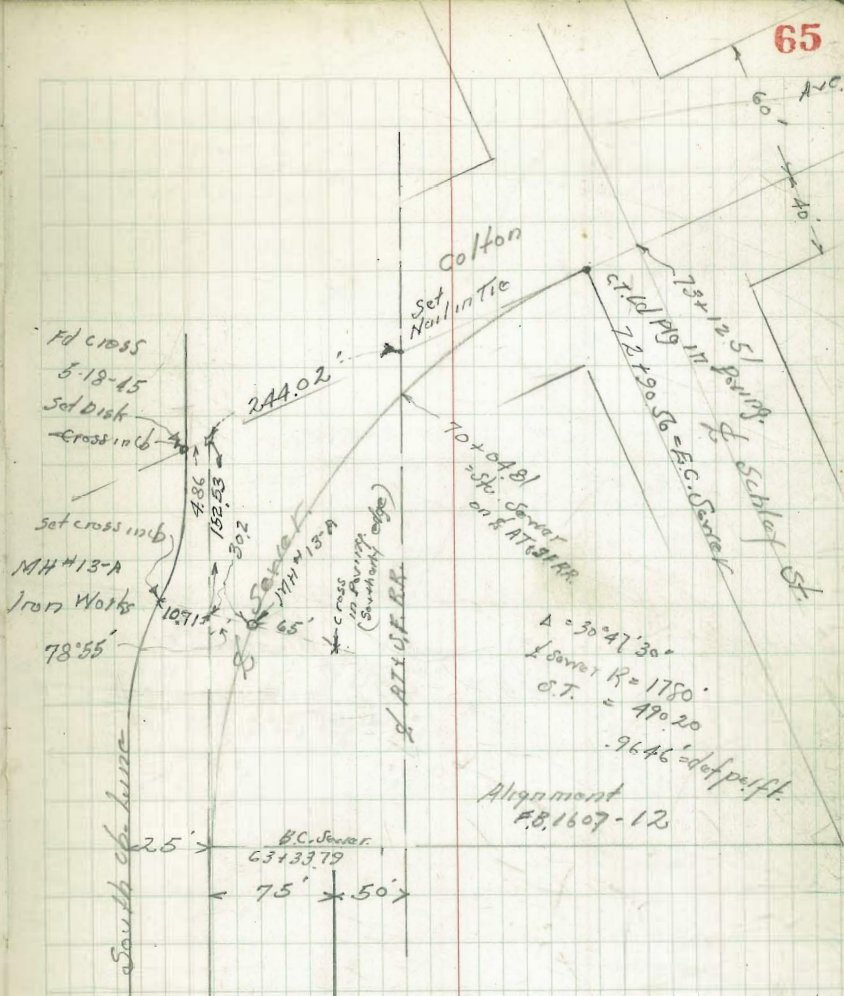 65
Ave.
60'
40'
Colton
Set
Nail in Tie
Fd cross
5-18-45
Set Disk
Cross in cb
244.02'
73+12.51
72+90.56 = E.C. Sewer
in Paving.
₵ Schley St.
4.86
152.53
30.2
70+04.81
= Sta. Sewer
on ₵ AT&SF RR.
set cross in cb
MH #13-A
Iron Works
78°55'
10.91'
65'
₵ Sewer
MH #13-A
Cross
in Paving.
(Southerly edge)
₵ AT&SF. RR.
Δ = 30°47'30"
₵ Sewer R = 1780'
S.T. = 490.20
.9646' = def per ft.
Alignment
F.B. 1607-12
South cb. Line
25'
B.C. Sewer
63+33.79
75' 50'